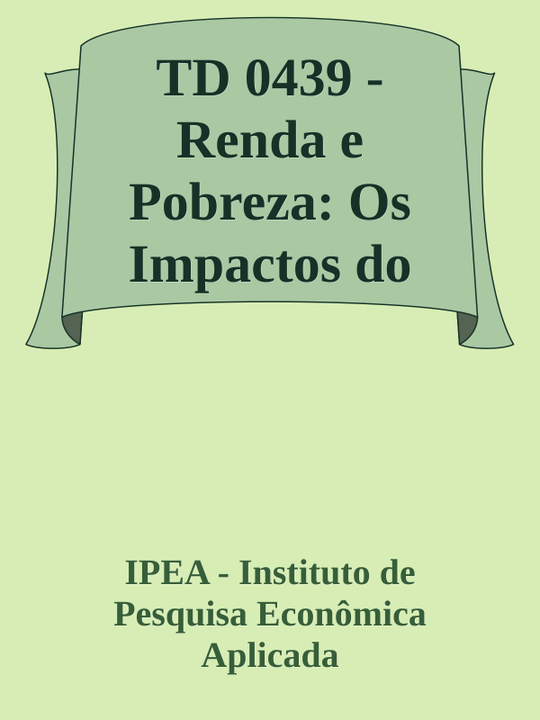 TD 0439 -
Renda e
Pobreza: Os
Impactos do
IPEA - Instituto de
Pesquisa Econômica
Aplicada